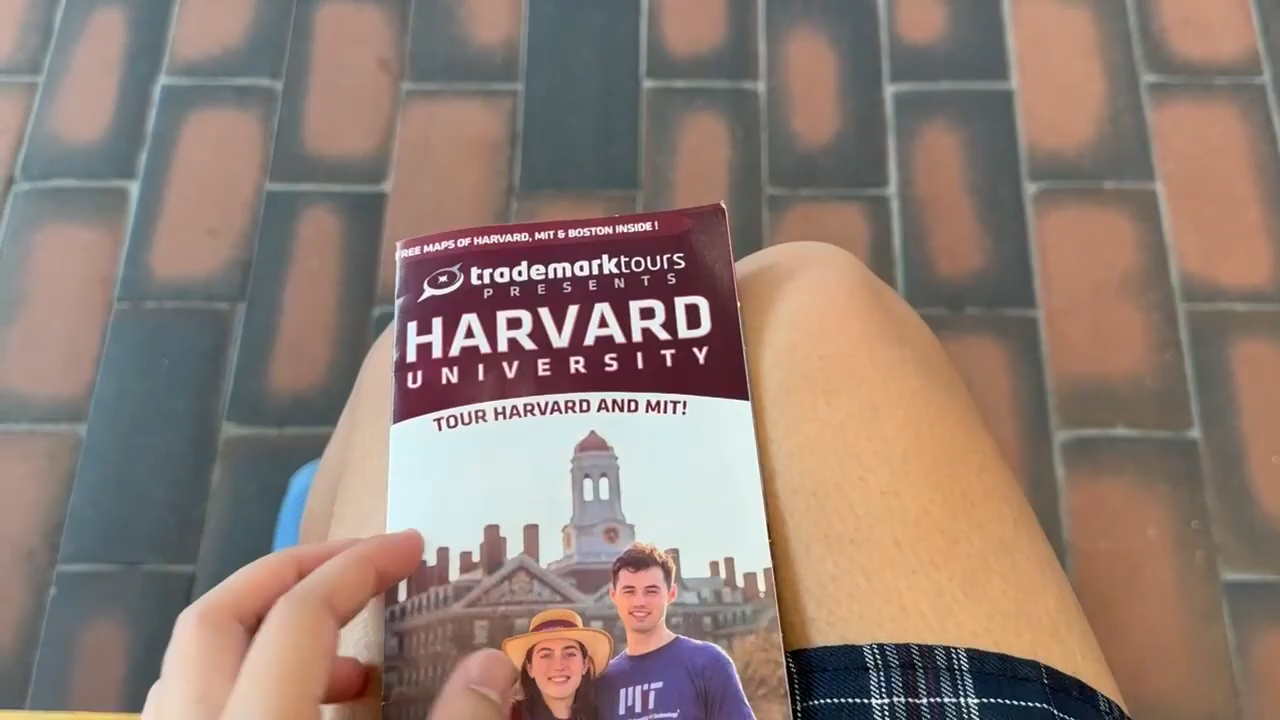 FREE MAPS OF HARVARD, MIT & BOSTON INSIDE!
trademarktours
PRESENTS
HARVARD
UNIVERSITY
TOUR HARVARD AND MIT!
MIT